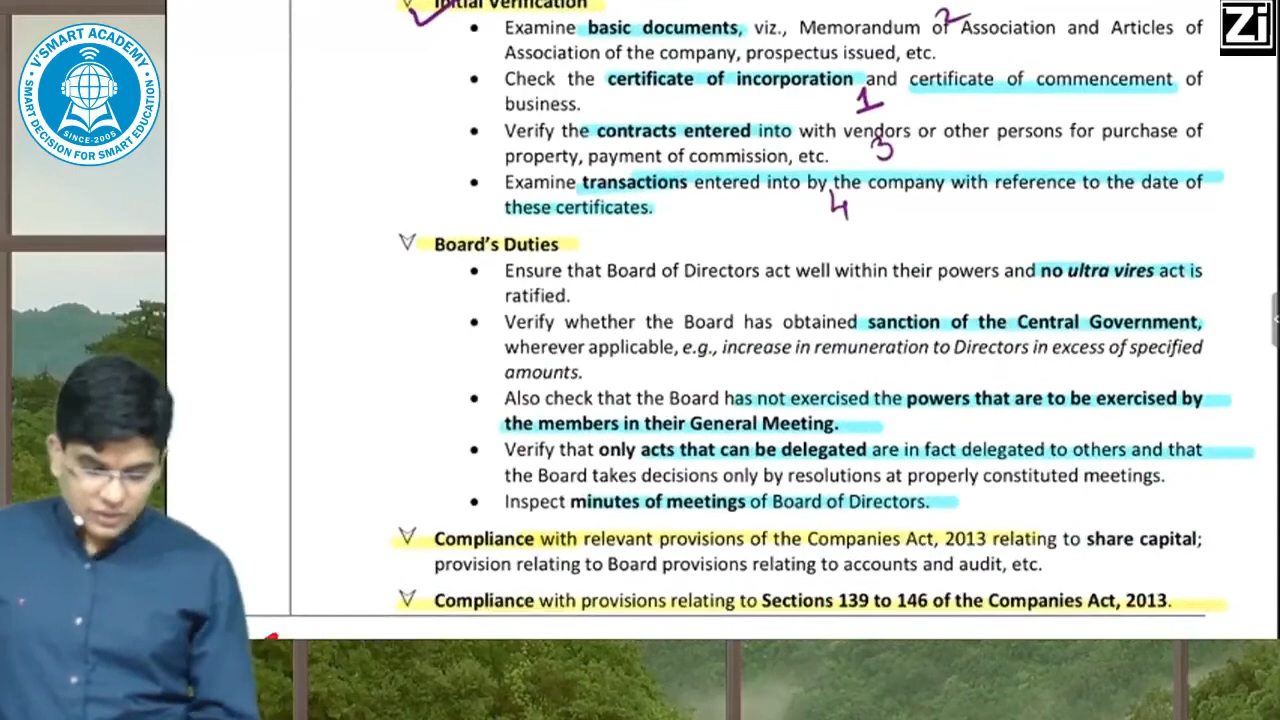 V'SMART ACADEMY
SMART DECISION FOR SMART EDUCATION
SINCE-2005
Zi
Initial Verification
• Examine basic documents, viz., Memorandum of Association and Articles of
Association of the company, prospectus issued, etc.
2
• Check the certificate of incorporation and certificate of commencement of
business.
1
• Verify the contracts entered into with vendors or other persons for purchase of
property, payment of commission, etc.
3
• Examine transactions entered into by the company with reference to the date of
these certificates.
4
Board's Duties
• Ensure that Board of Directors act well within their powers and no ultra vires act is
ratified.
• Verify whether the Board has obtained sanction of the Central Government,
wherever applicable, e.g., increase in remuneration to Directors in excess of specified
amounts.
• Also check that the Board has not exercised the powers that are to be exercised by
the members in their General Meeting.
• Verify that only acts that can be delegated are in fact delegated to others and that
the Board takes decisions only by resolutions at properly constituted meetings.
• Inspect minutes of meetings of Board of Directors.
Compliance with relevant provisions of the Companies Act, 2013 relating to share capital;
provision relating to Board provisions relating to accounts and audit, etc.
Compliance with provisions relating to Sections 139 to 146 of the Companies Act, 2013.